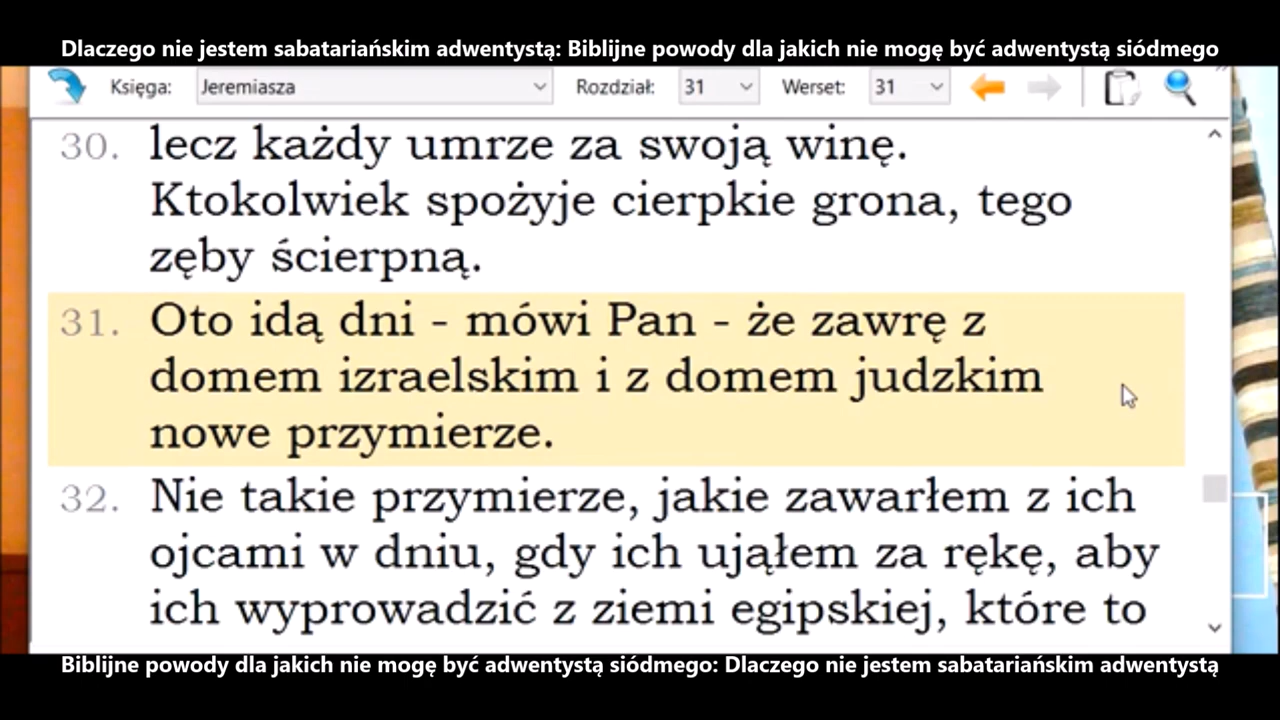 Dlaczego nie jestem sabatariańskim adwentystą: Biblijne powody dla jakich nie mogę być adwentystą siódmego
Księga: Jeremiasza Rozdział: 31 Werset: 31
30. lecz każdy umrze za swoją winę.
Ktokolwiek spożyje cierpkie grona, tego
zęby ścierpną.
31. Oto idą dni - mówi Pan - że zawrę z
domem izraelskim i z domem judzkim
nowe przymierze.
32. Nie takie przymierze, jakie zawarłem z ich
ojcami w dniu, gdy ich ująłem za rękę, aby
ich wyprowadzić z ziemi egipskiej, które to
Biblijne powody dla jakich nie mogę być adwentystą siódmego: Dlaczego nie jestem sabatariańskim adwentystą